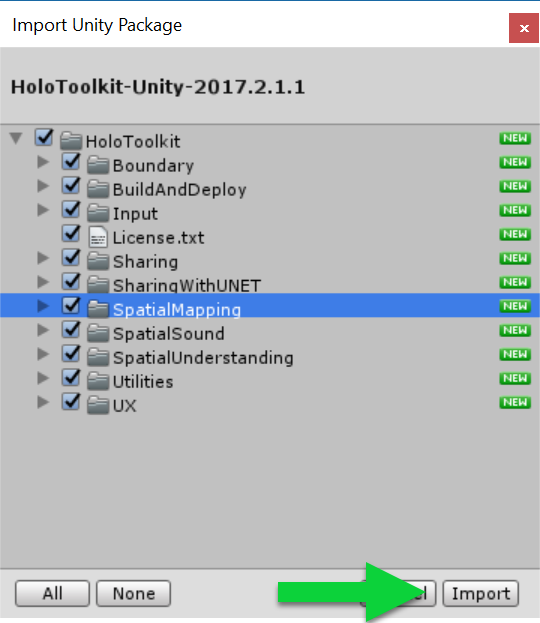 Import Unity Package
HoloToolkit-Unity-2017.2.1.1
HoloToolkit NEW
Boundary NEW
BuildAndDeploy NEW
Input NEW
License.txt NEW
Sharing NEW
SharingWithUNET NEW
SpatialMapping NEW
SpatialSound NEW
SpatialUnderstanding NEW
Utilities NEW
UX NEW
All None Import